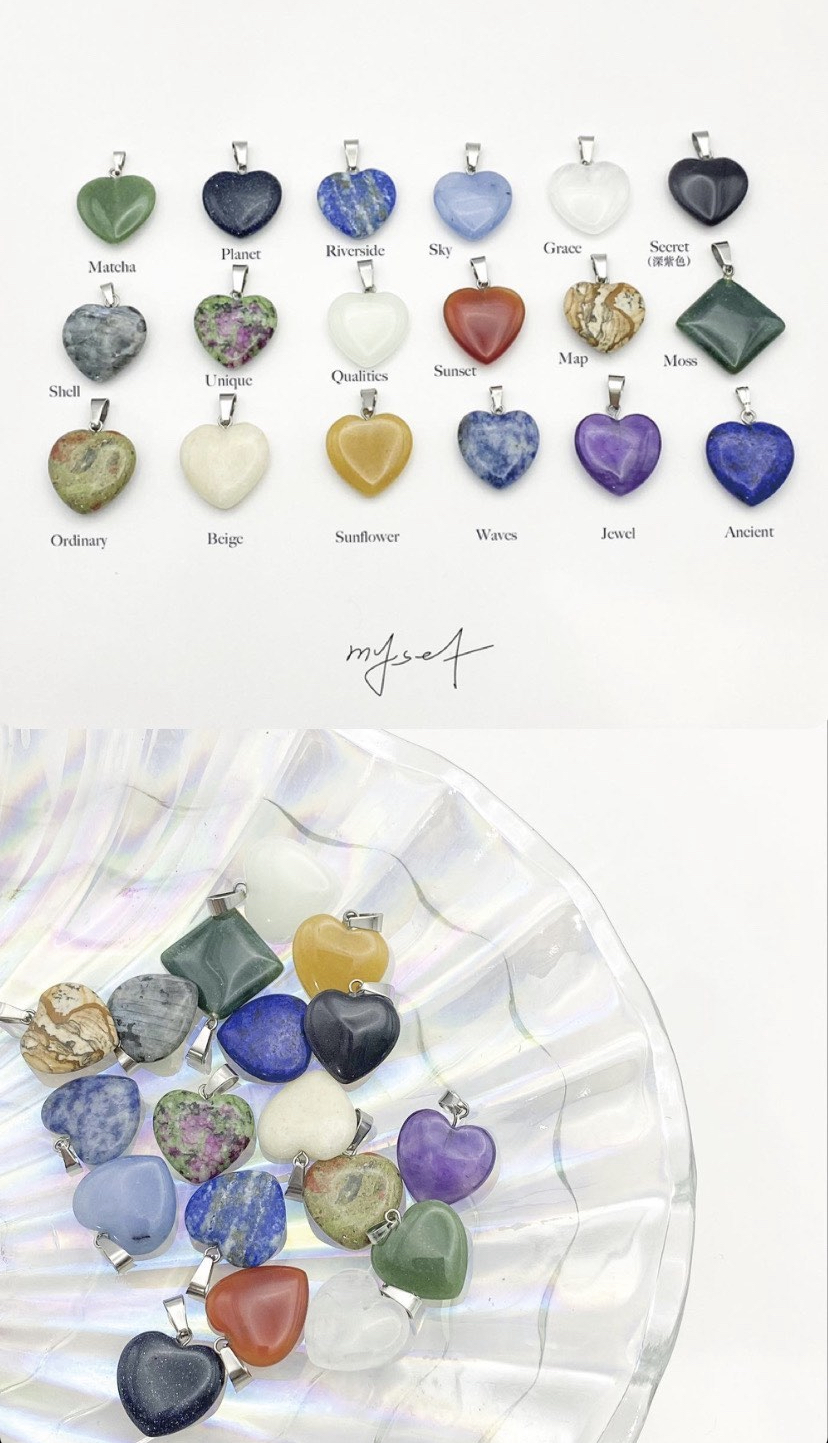 Matcha
Planet
Riverside
Sky
Grace
Secret
(深紫色)
Shell
Unique
Qualities
Sunset
Map
Moss
Ordinary
Beige
Sunflower
Waves
Jewel
Ancient
myself